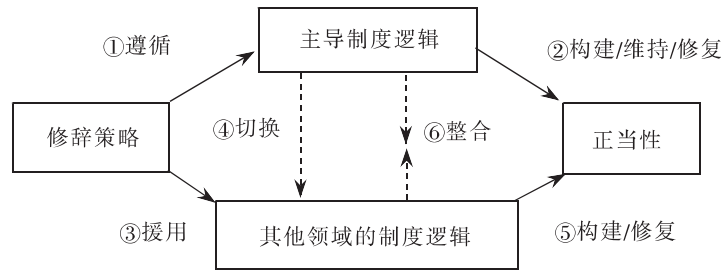 主导制度逻辑
①遵循
②构建/维持/修复
修辞策略
④切换
⑥整合
正当性
③援用
其他领域的制度逻辑
⑤构建/修复